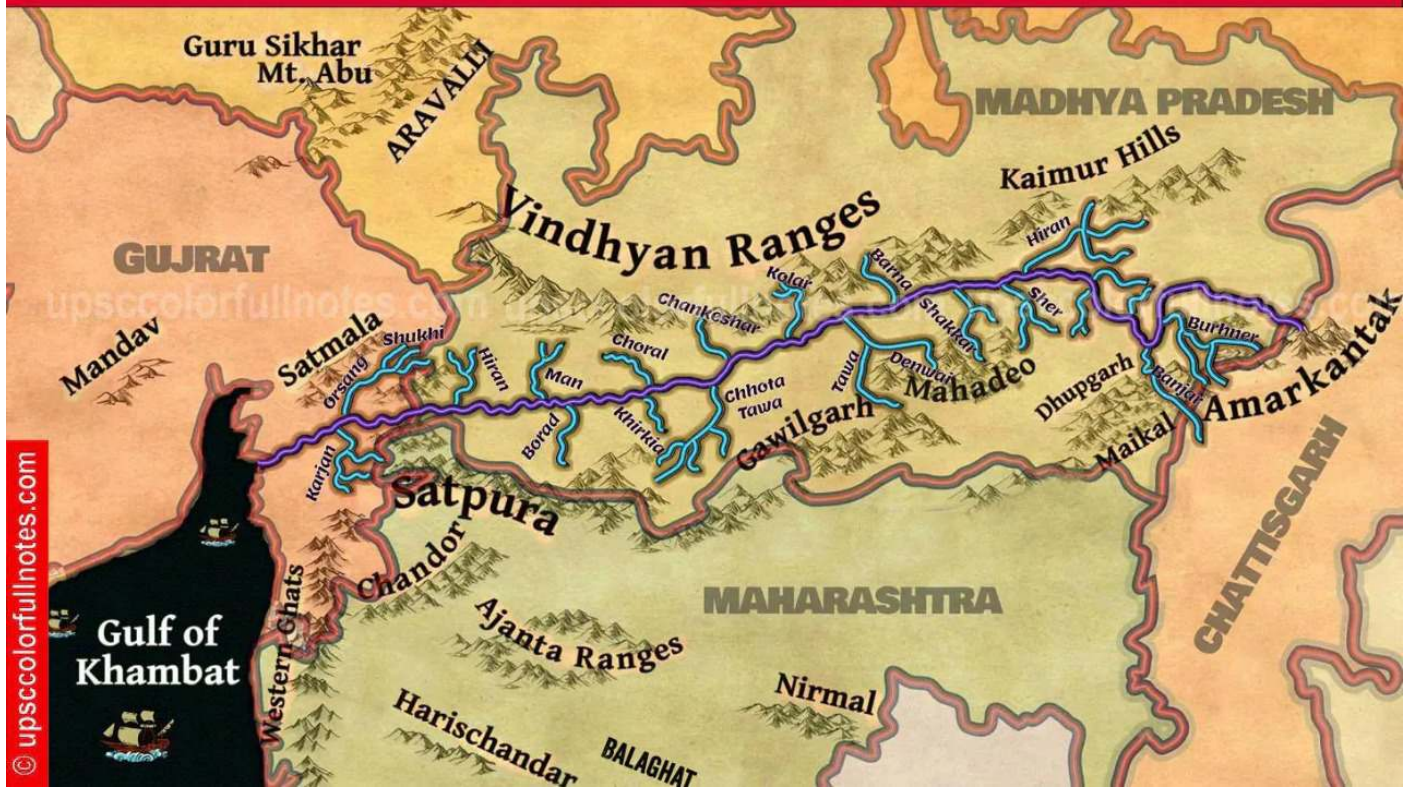 Guru Sikhar
Mt. Abu
ARAVALLI
MADHYA PRADESH
Kaimur Hills
Vindhyan Ranges
GUJRAT
upsccolorfullnotes.com
Hiran
Barna
Kolar
Chankeshar
Shakkar
Sher
Burhner
Amarkantak
Mandav
Satmala
Shukhi
Orsang
Hiran
Choral
Man
Tawa
Denwa
Mahadeo
Dhupgarh
Banjar
Maikal
Chhota
Tawa
Khirkia
Borad
Karjan
Gawilgarh
Satpura
Chandor
CHATTISGARH
MAHARASHTRA
Ajanta Ranges
Western Ghats
Gulf of
Khambat
Nirmal
Harischandar
BALAGHAT
© upsccolorfullnotes.com